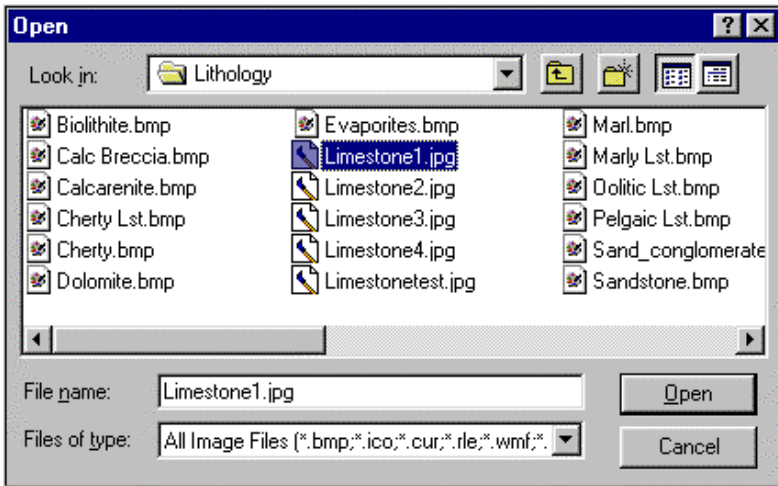 Open
Look in: Lithology
Biolithite.bmp
Calc Breccia.bmp
Calcarenite.bmp
Cherty Lst.bmp
Cherty.bmp
Dolomite.bmp
Evaporites.bmp
Limestone1.jpg
Limestone2.jpg
Limestone3.jpg
Limestone4.jpg
Limestonetest.jpg
Marl.bmp
Marly Lst.bmp
Oolitic Lst.bmp
Pelgaic Lst.bmp
Sand_conglomerate
Sandstone.bmp
File name: Limestone1.jpg
Open
Files of type: All Image Files (*.bmp;*.ico;*.cur;*.rle;*.wmf;*.
Cancel